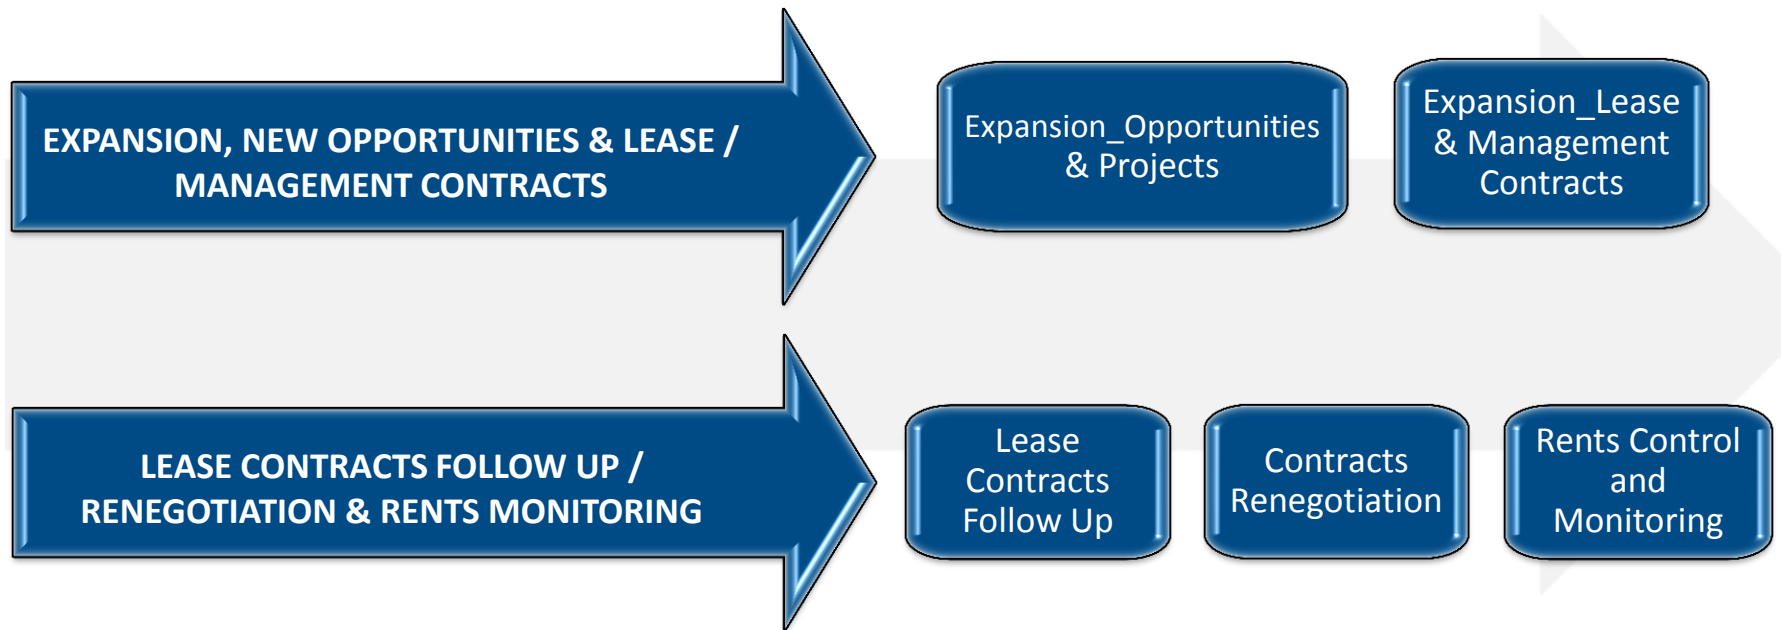 EXPANSION, NEW OPPORTUNITIES & LEASE /
MANAGEMENT CONTRACTS
Expansion_Opportunities
& Projects
Expansion_Lease
& Management
Contracts
LEASE CONTRACTS FOLLOW UP /
RENEGOTIATION & RENTS MONITORING
Lease
Contracts
Follow Up
Contracts
Renegotiation
Rents Control
and
Monitoring